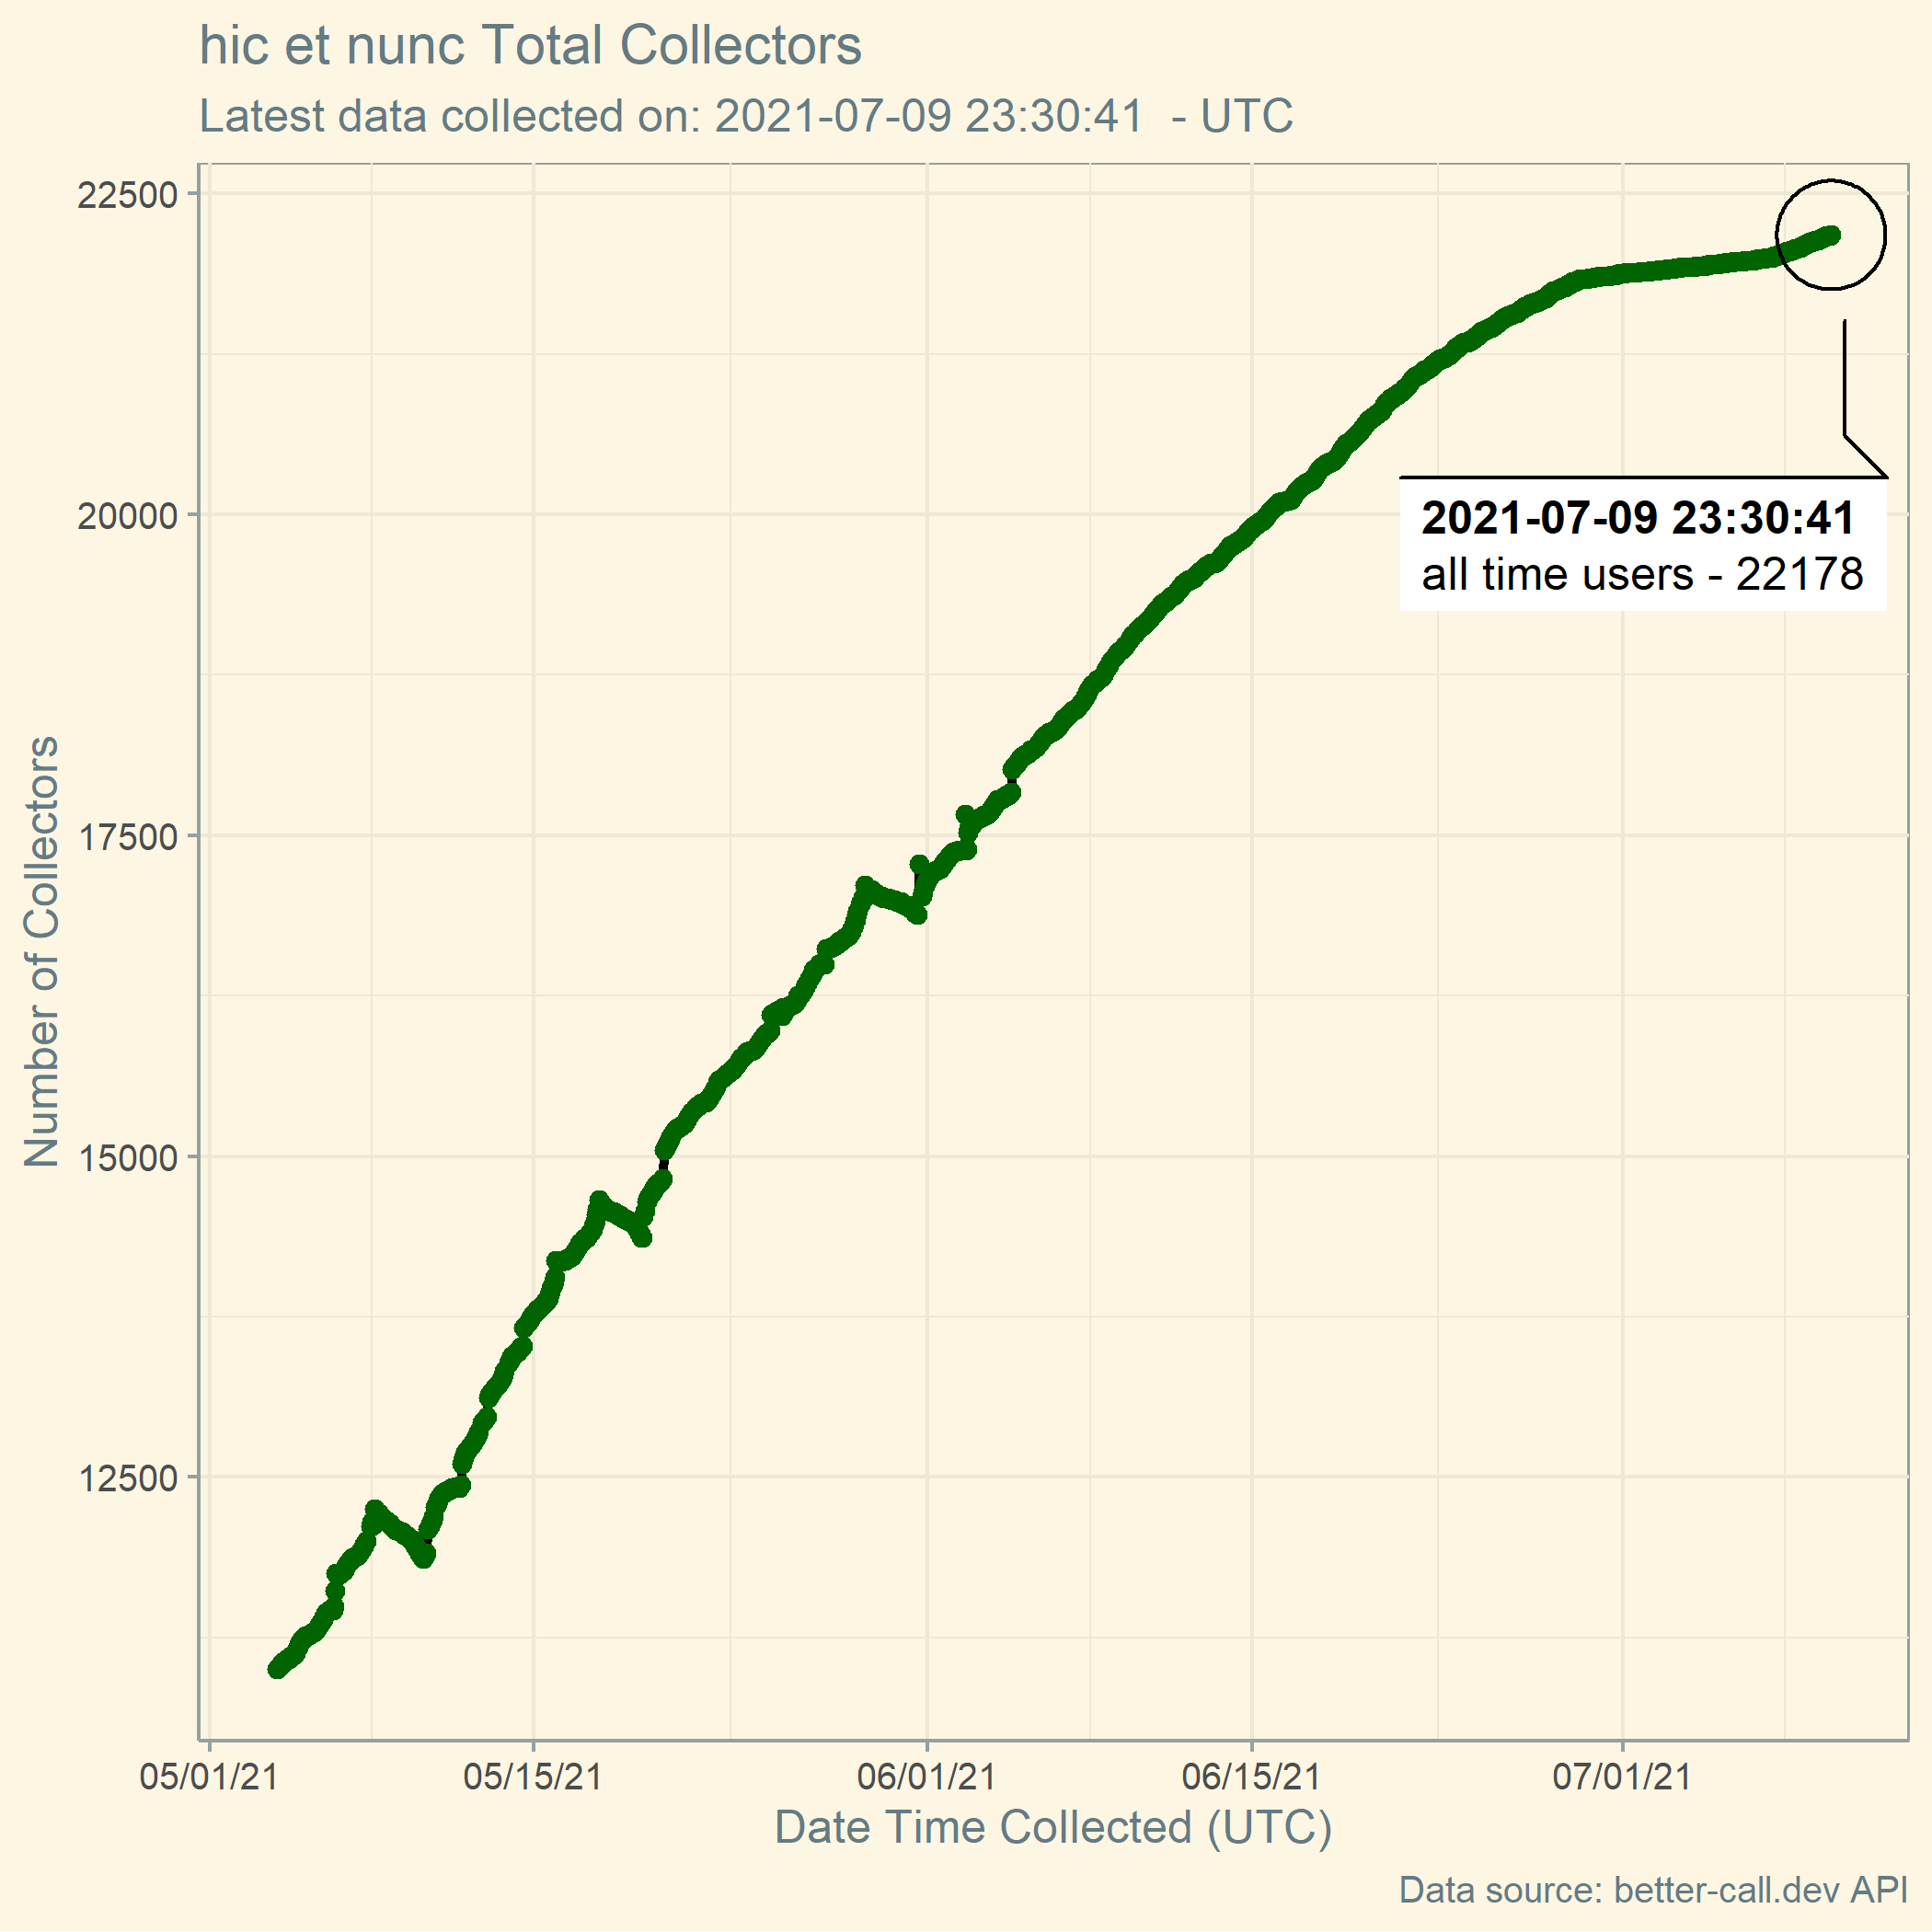 hic et nunc Total Collectors
Latest data collected on: 2021-07-09 23:30:41  - UTC
22500
20000
17500
15000
12500
Number of Collectors
2021-07-09 23:30:41
all time users - 22178
05/01/21 05/15/21 06/01/21 06/15/21 07/01/21
Date Time Collected (UTC)
Data source: better-call.dev API